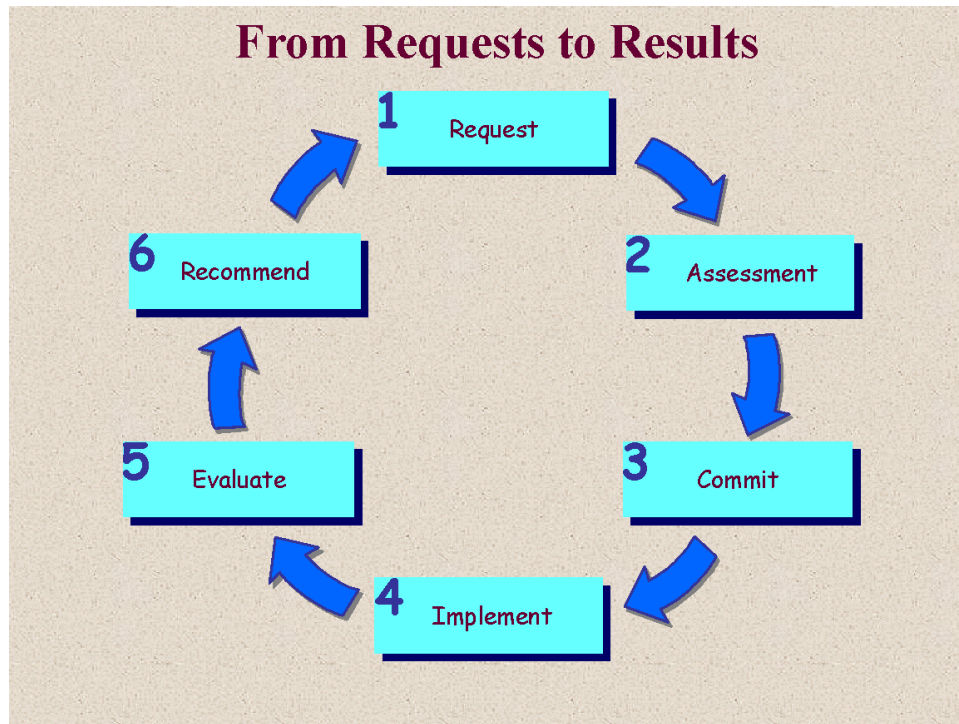 From Requests to Results
1
Request
2
Assessment
3
Commit
4
Implement
5
Evaluate
6
Recommend